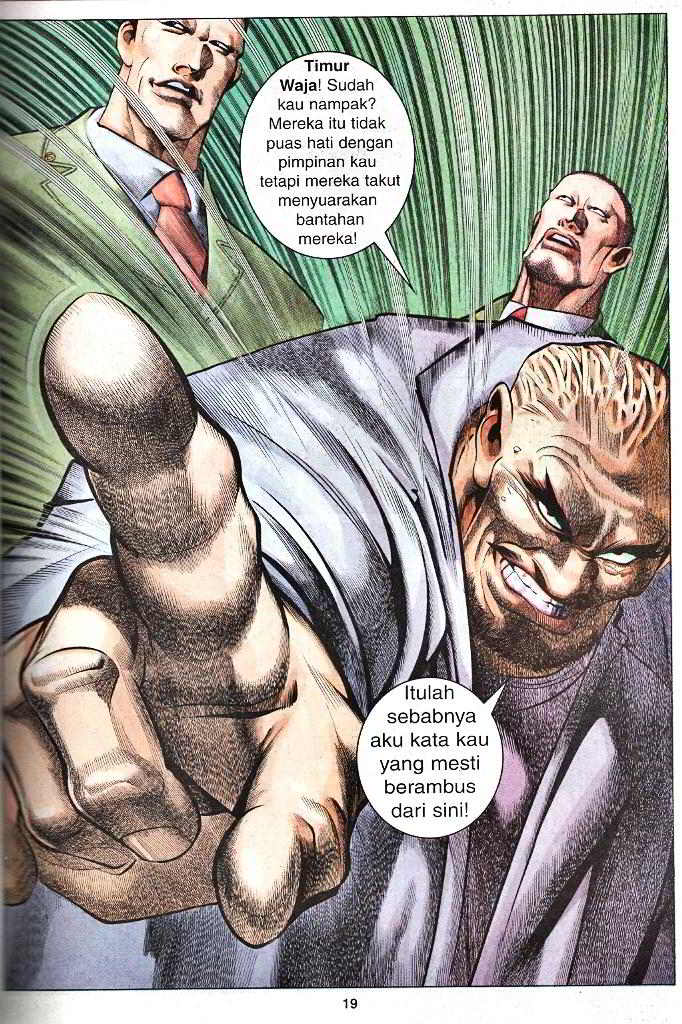 Timur
Waja! Sudah
kau nampak?
Mereka itu tidak
puas hati dengan
pimpinan kau
tetapi mereka takut
menyuarakan
bantahan
mereka!
Itulah
sebabnya
aku kata kau
yang mesti
berambus
dari sini!
19